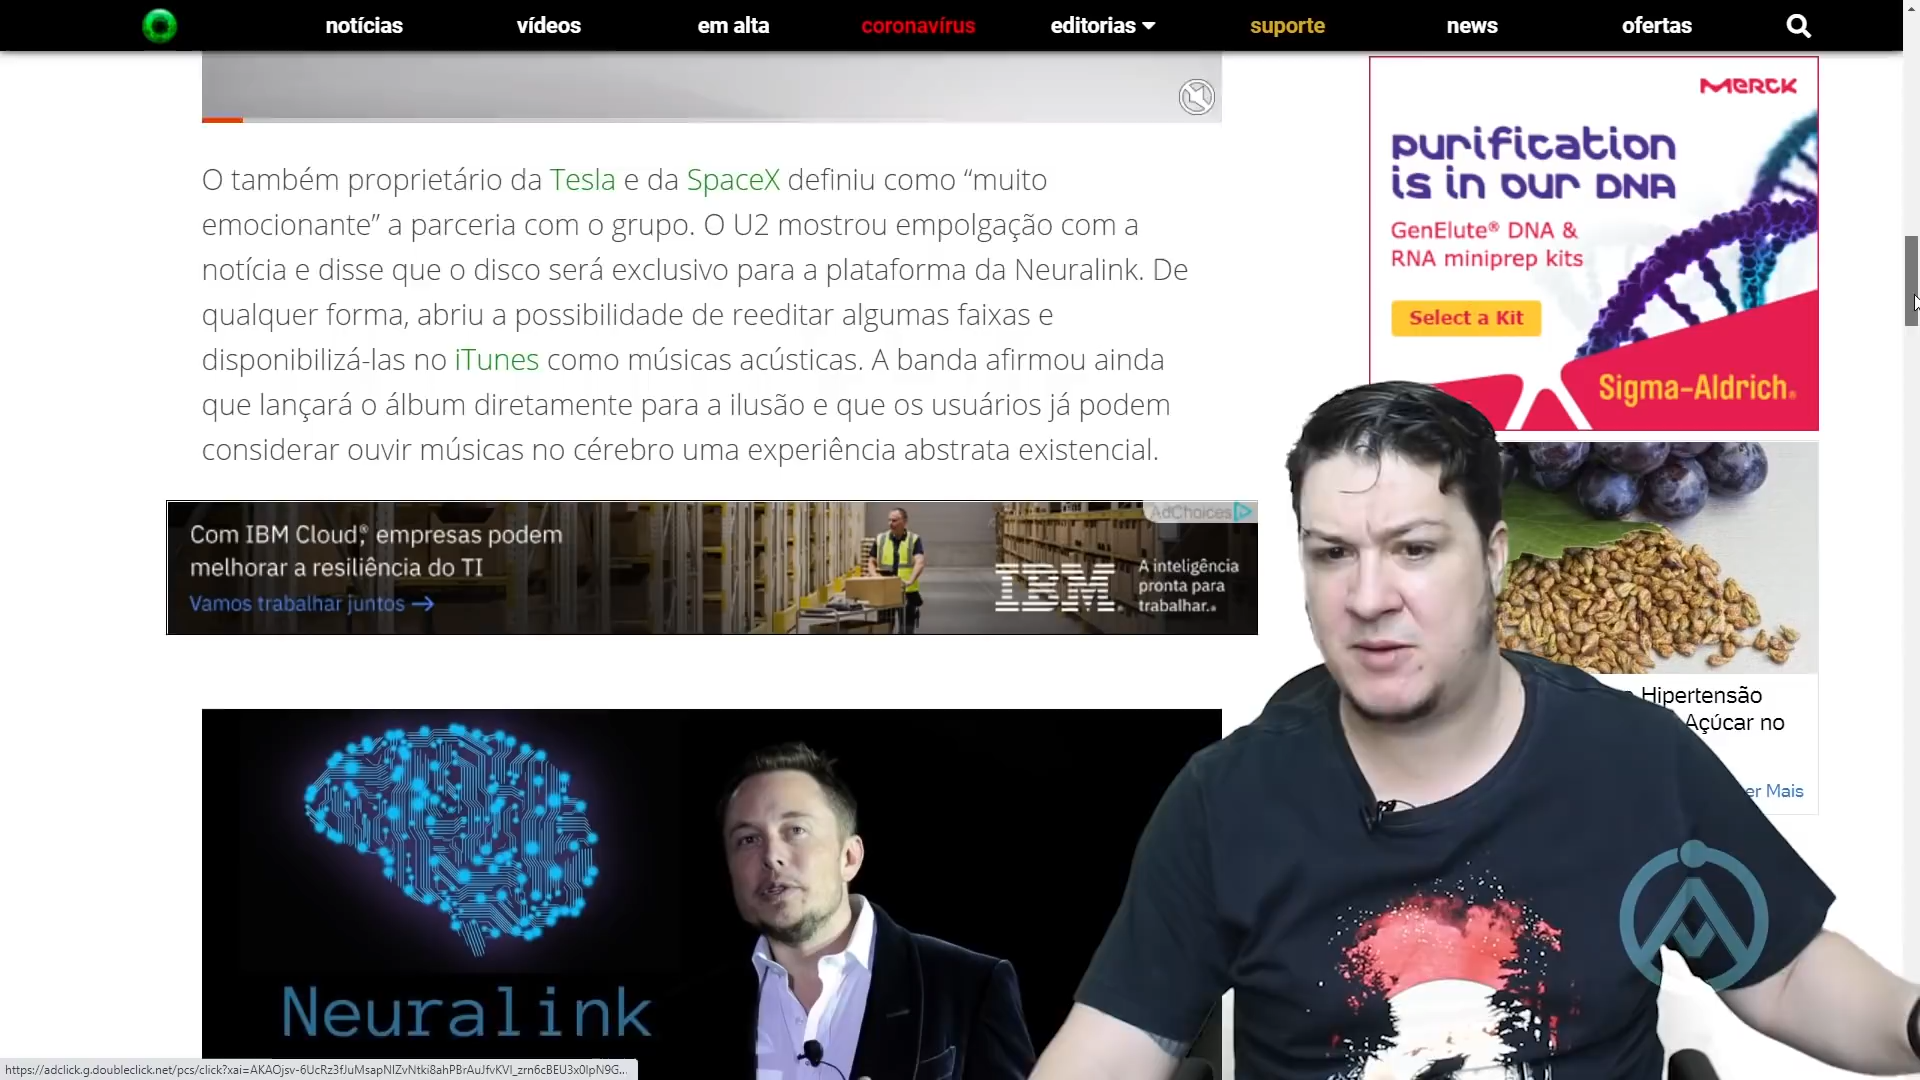 notícias vídeos em alta coronavírus editorias suporte news ofertas
O também proprietário da Tesla e da SpaceX definiu como “muito
emocionante” a parceria com o grupo. O U2 mostrou empolgação com a
notícia e disse que o disco será exclusivo para a plataforma da Neuralink. De
qualquer forma, abriu a possibilidade de reeditar algumas faixas e
disponibilizá-las no iTunes como músicas acústicas. A banda afirmou ainda
que lançará o álbum diretamente para a ilusão e que os usuários já podem
considerar ouvir músicas no cérebro uma experiência abstrata existencial.
AdChoices
Com IBM Cloud®, empresas podem
melhorar a resiliência do TI
Vamos trabalhar juntos →
IBM.
A inteligência
pronta para
trabalhar.
Neuralink
MERCK
purification
is in our DNA
GenElute® DNA &
RNA miniprep kits
Select a Kit
Sigma-Aldrich®
Hipertensão
Açúcar no
Mais